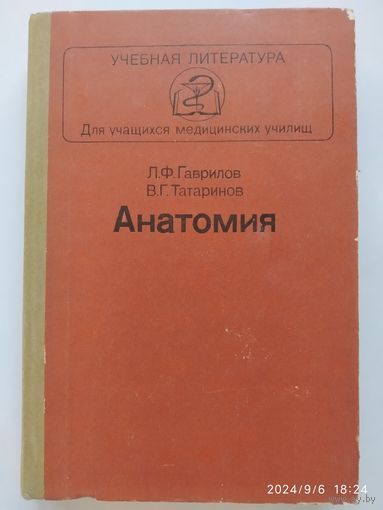 УЧЕБНАЯ ЛИТЕРАТУРА
Для учащихся медицинских училищ
Л.Ф.Гаврилов
В.Г.Татаринов
Анатомия
2024/9/6 18:24